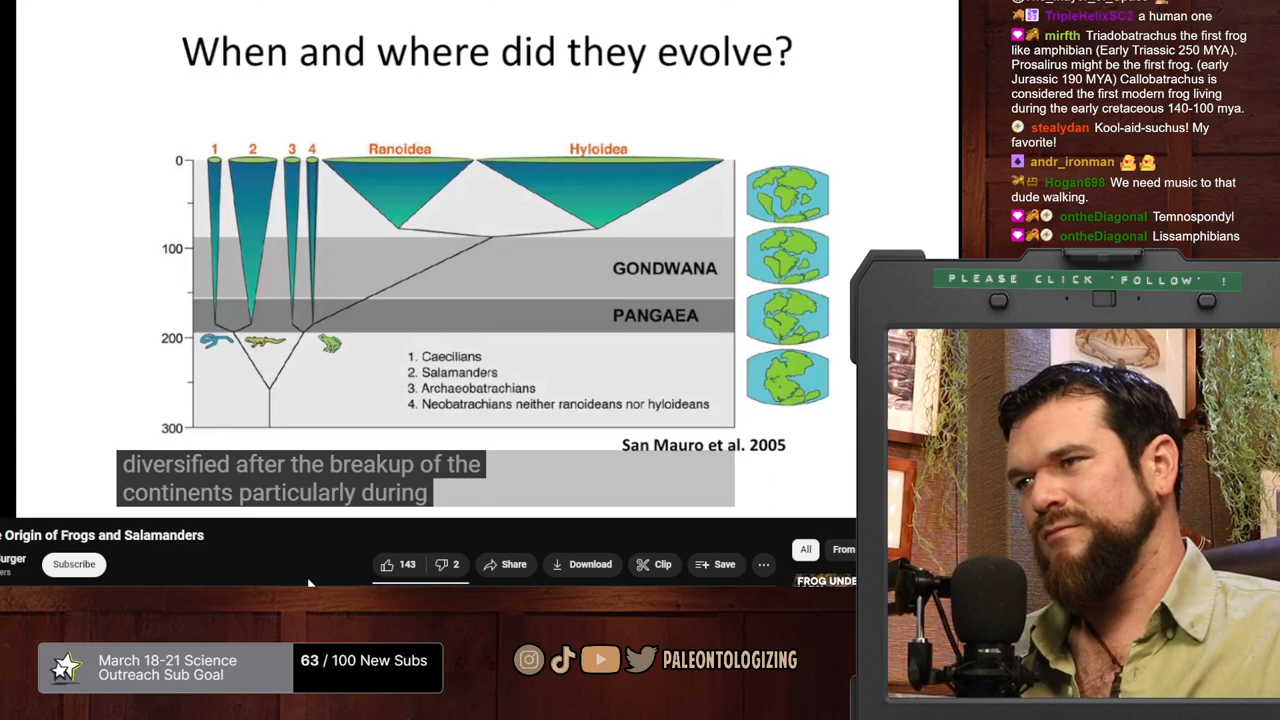 When and where did they evolve?
1 2 3 4 Ranoidea Hyloidea
0
100
200
300
GONDWANA
PANGAEA
1. Caecilians
2. Salamanders
3. Archaeobatrachians
4. Neobatrachians neither ranoideans nor hyloideans
San Mauro et al. 2005
diversified after the breakup of the
continents particularly during
Origin of Frogs and Salamanders
Subscribe
143
2
Share
Download
Clip
Save
All
From
FROG UNDE
TripleHelixSC2 a human one
mirfth Triadobatrachus the first frog
like amphibian (Early Triassic 250 MYA).
Prosalirus might be the first frog. (early
Jurassic 190 MYA) Callobatrachus is
considered the first modern frog living
during the early cretaceous 140-100 mya.
stealydan Kool-aid-suchus! My
favorite!
andr_ironman
Hogan698 We need music to that
dude walking.
ontheDiagonal Temnospondyl
ontheDiagonal Lissamphibians
PLEASE CLICK 'FOLLOW' !
March 18-21 Science
Outreach Sub Goal
63 / 100 New Subs
PALEONTOLOGIZING